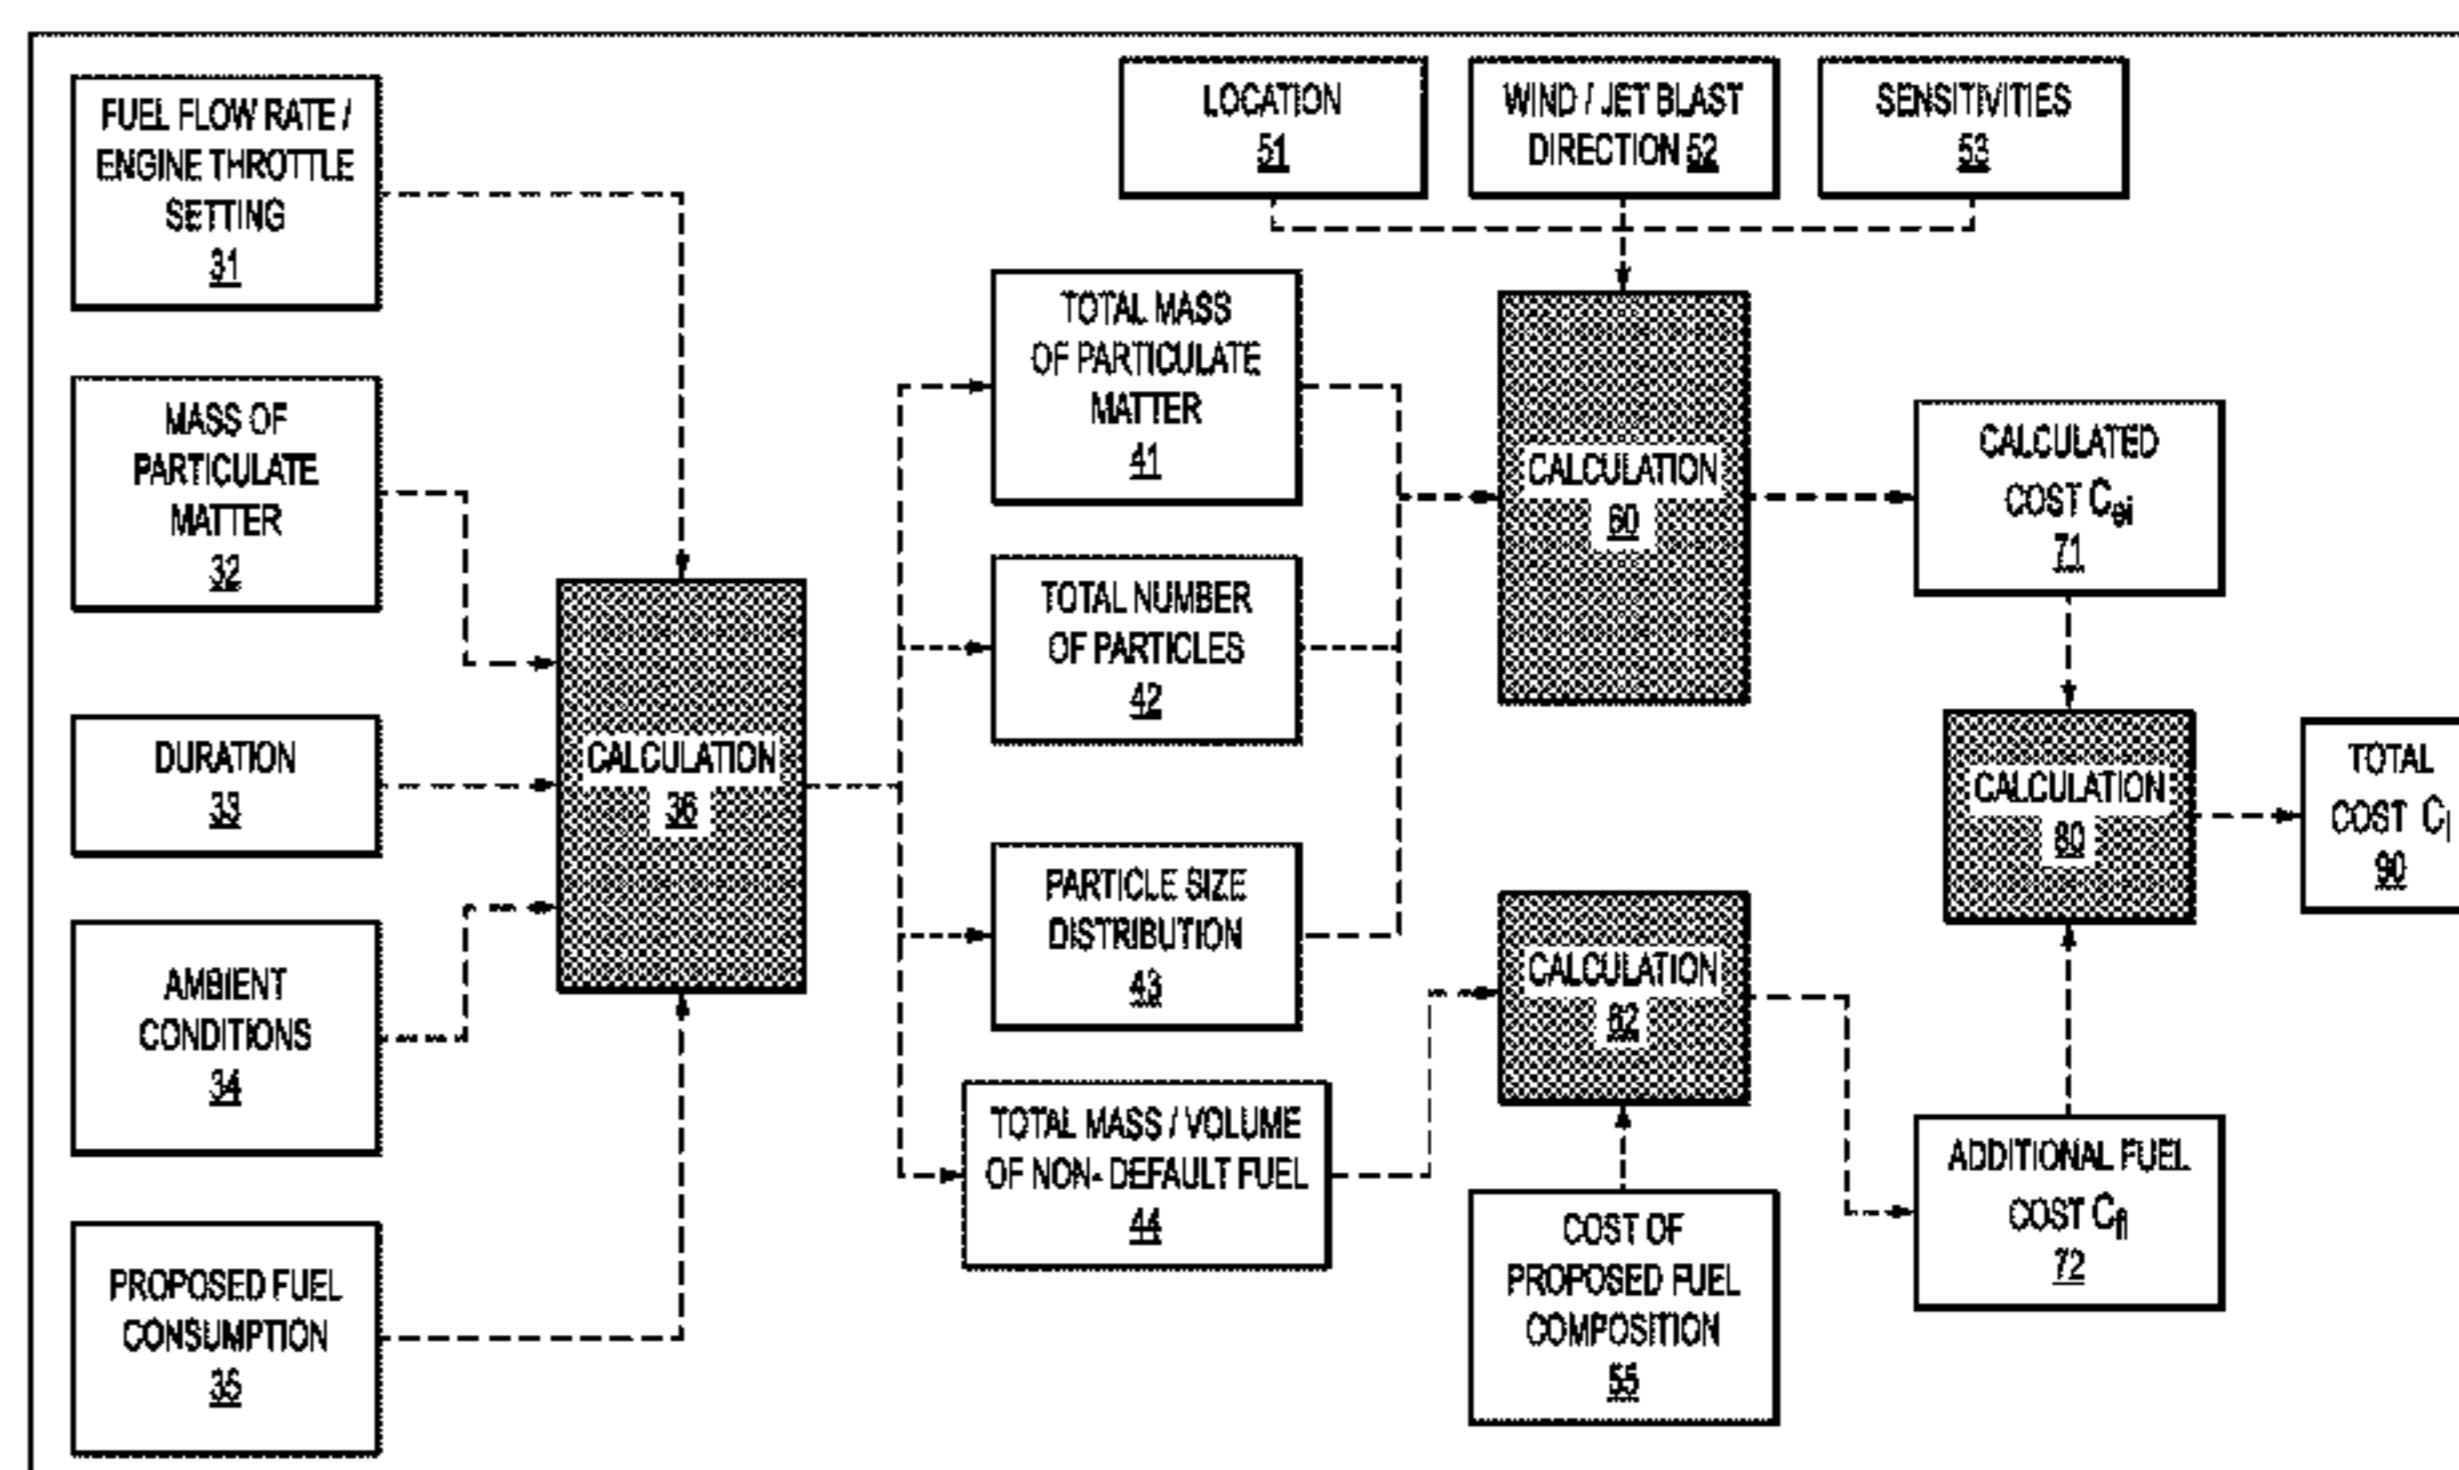 FUEL FLOW RATE /
ENGINE THROTTLE
SETTING
31
MASS OF
PARTICULATE
MATTER
32
DURATION
33
AMBIENT
CONDITIONS
34
PROPOSED FUEL
CONSUMPTION
35
CALCULATION
36
LOCATION
51
WIND / JET BLAST
DIRECTION 52
SENSITIVITIES
53
TOTAL MASS
OF PARTICULATE
MATTER
41
TOTAL NUMBER
OF PARTICLES
42
PARTICLE SIZE
DISTRIBUTION
43
TOTAL MASS / VOLUME
OF NON- DEFAULT FUEL
44
CALCULATION
60
CALCULATION
62
COST OF
PROPOSED FUEL
COMPOSITION
55
CALCULATED
COST Cei
71
CALCULATION
80
ADDITIONAL FUEL
COST Cfi
72
TOTAL
COST Ci
90